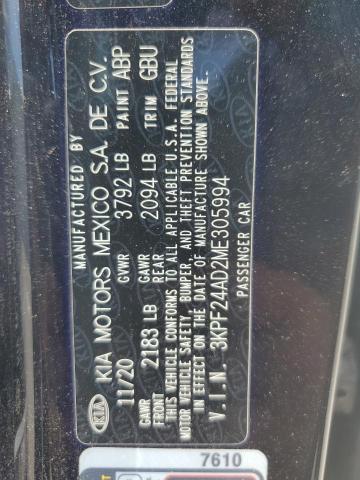 MANUFACTURED BY
KIA KIA MOTORS MEXICO S.A. DE C.V.
11/20 GVWR 3792 LB PAINT ABP
GAWR FRONT 2183 LB GAWR REAR 2094 LB TRIM GBU
THIS VEHICLE CONFORMS TO ALL APPLICABLE U.S.A. FEDERAL
MOTOR VEHICLE SAFETY, BUMPER, AND THEFT PREVENTION STANDARDS
IN EFFECT ON THE DATE OF MANUFACTURE SHOWN ABOVE.
V.I.N. 3KPF24AD2ME305994
PASSENGER CAR
7610